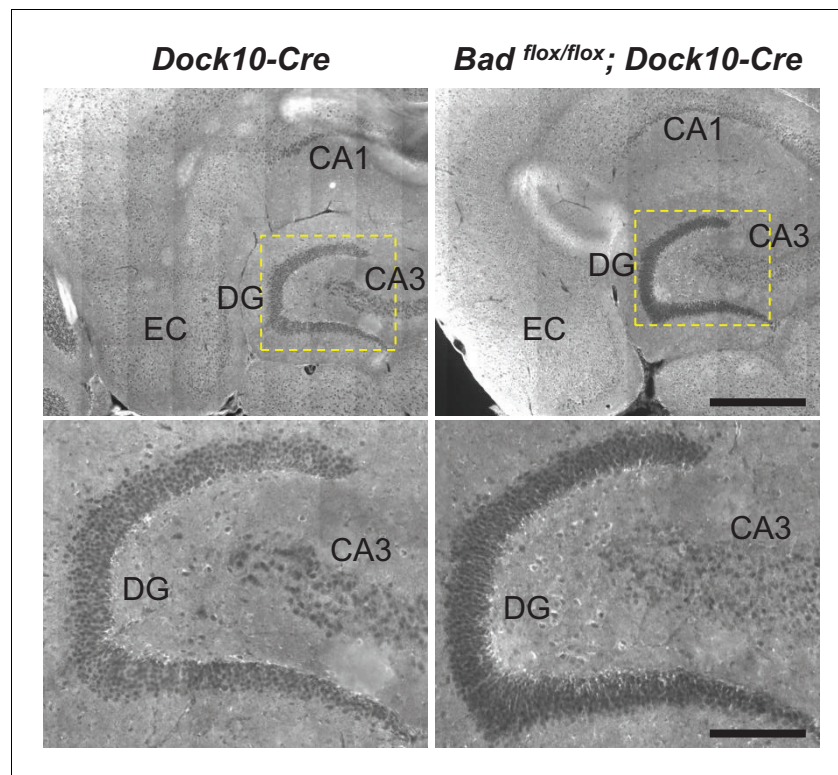 Dock10-Cre
Bad flox/flox; Dock10-Cre
CA1
CA3
DG
EC
CA1
CA3
DG
EC
CA3
DG
CA3
DG